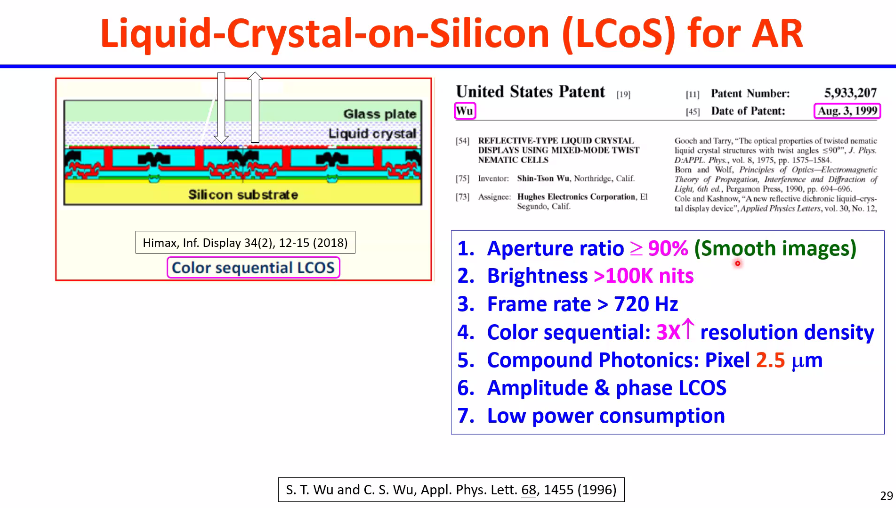 Liquid-Crystal-on-Silicon (LCoS) for AR
Glass plate
Liquid crystal
Silicon substrate
Himax, Inf. Display 34(2), 12-15 (2018)
Color sequential LCOS
United States Patent [19]
Wu
[11] Patent Number: 5,933,207
[45] Date of Patent: Aug. 3, 1999
[54] REFLECTIVE-TYPE LIQUID CRYSTAL
DISPLAYS USING MIXED-MODE TWIST
NEMATIC CELLS
[75] Inventor: Shin-Tson Wu, Northridge, Calif.
[73] Assignee: Hughes Electronics Corporation, El
Segundo, Calif.
Gooch and Tarry, "The optical properties of twisted nematic
liquid crystal structures with twist angles ≤90°", J. Phys.
D:APPL. Phys., vol. 8, 1975, pp. 1575–1584.
Born and Wolf, Principles of Optics—Electromagnetic
Theory of Propagation, Interference and Diffraction of
Light, 6th ed., Pergamon Press, 1990, pp. 694–696.
Cole and Kashnow, "A new reflective dichronic liquid–crys-
tal display device", Applied Physics Letters, vol. 30, No. 12,
1. Aperture ratio ≥ 90% (Smooth images)
2. Brightness >100K nits
3. Frame rate > 720 Hz
4. Color sequential: 3X↑ resolution density
5. Compound Photonics: Pixel 2.5 μm
6. Amplitude & phase LCOS
7. Low power consumption
S. T. Wu and C. S. Wu, Appl. Phys. Lett. 68, 1455 (1996)
29